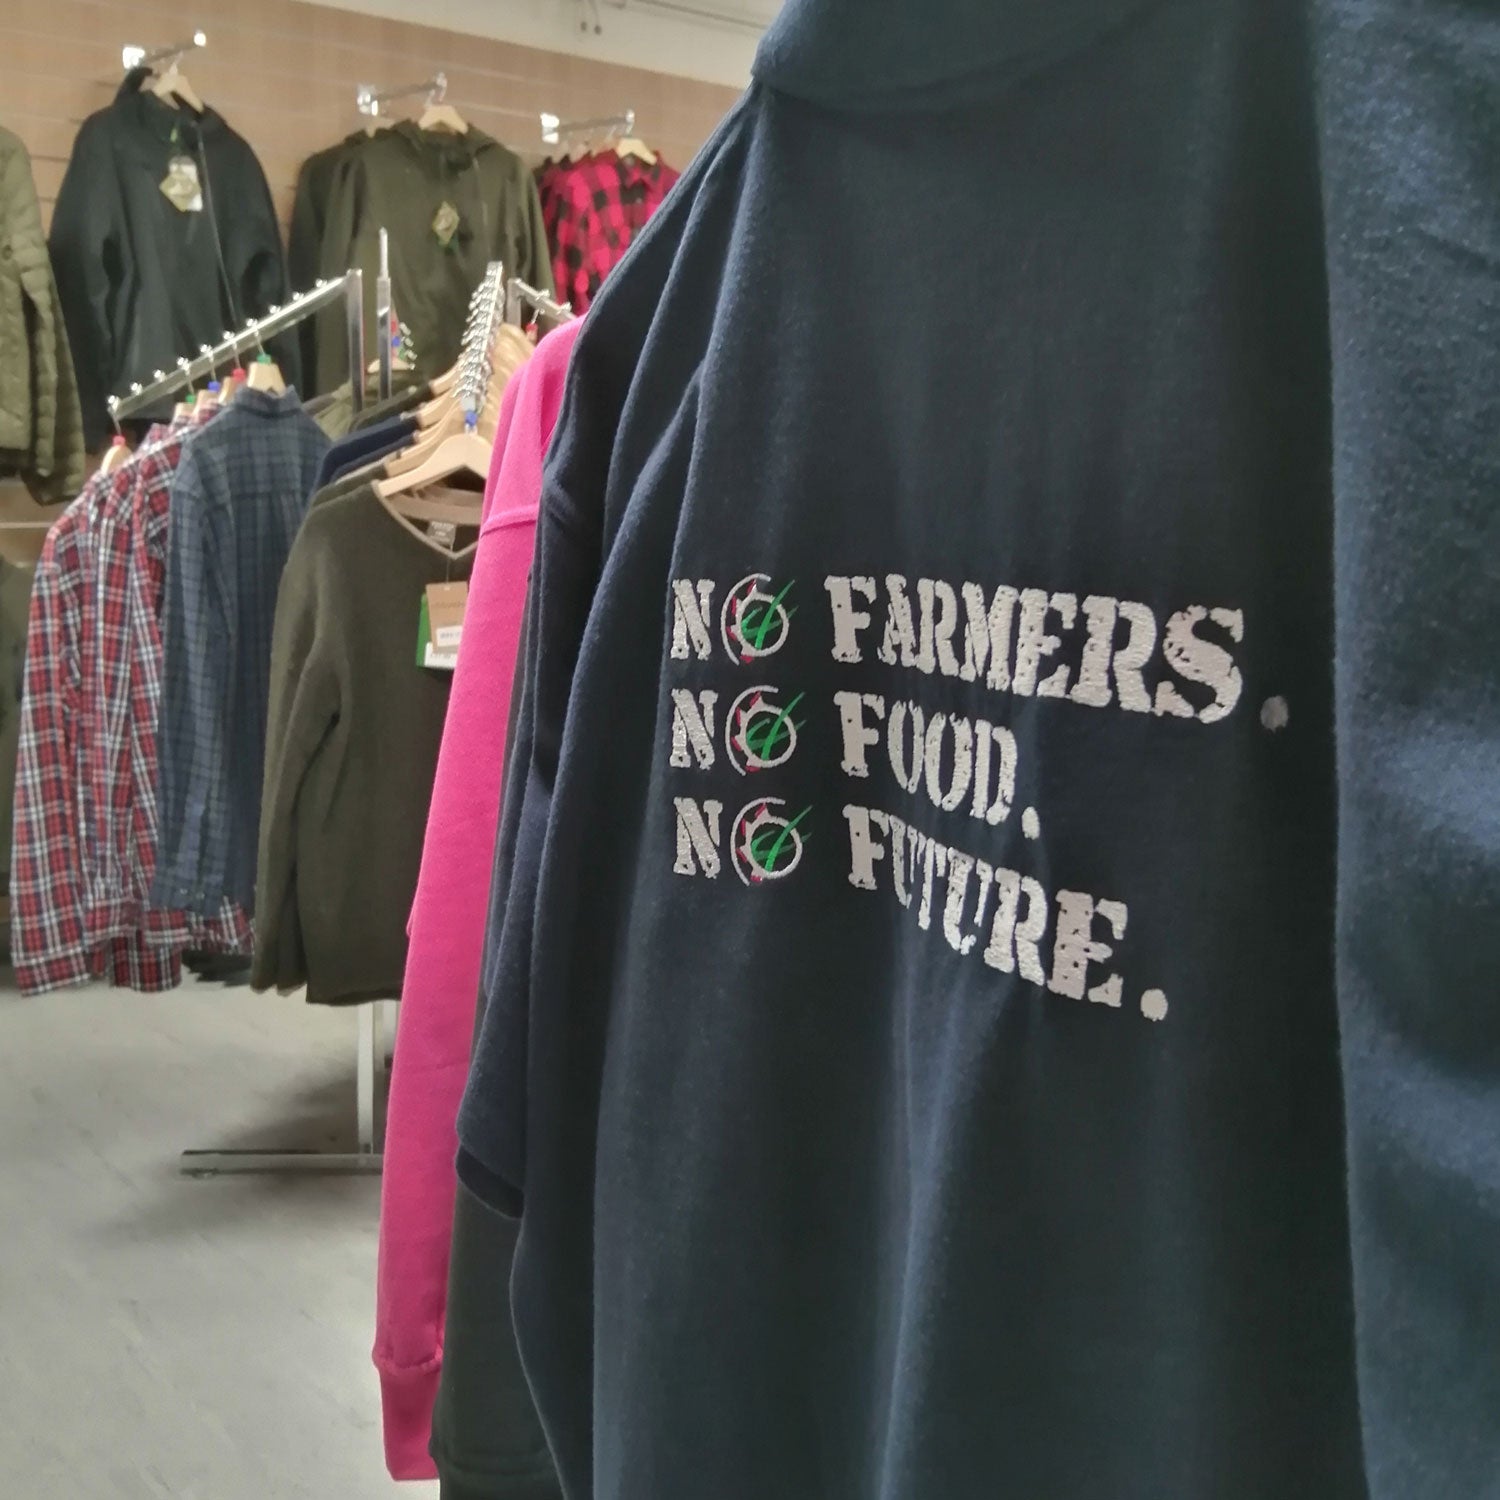 NO FARMERS.
NO FOOD.
NO FUTURE.